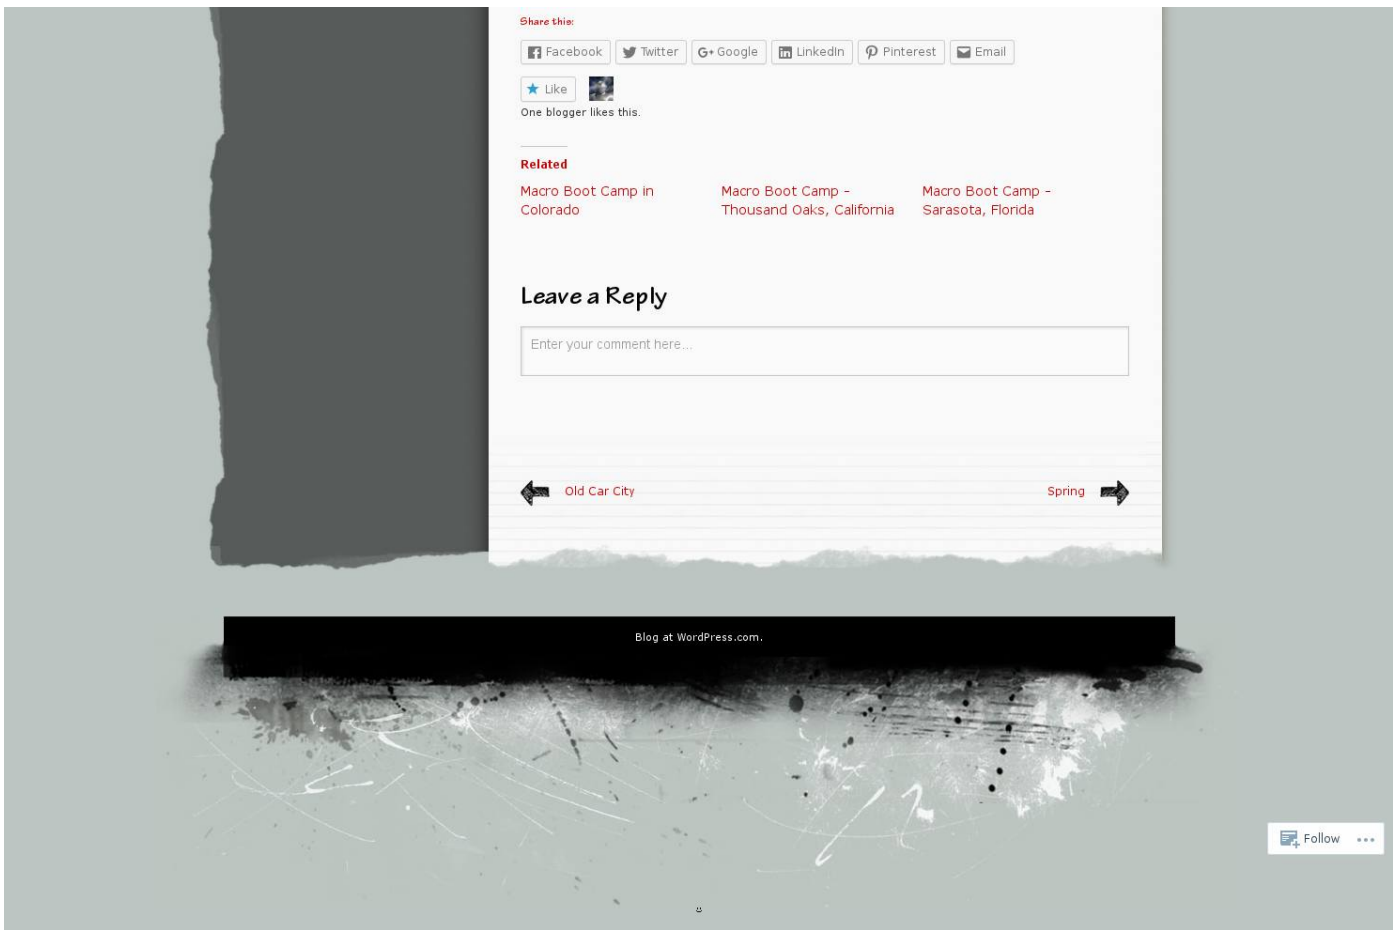 Share this:
Facebook Twitter Google LinkedIn Pinterest Email
Like
One blogger likes this.
Related
Macro Boot Camp in
Colorado
Macro Boot Camp -
Thousand Oaks, California
Macro Boot Camp -
Sarasota, Florida
Leave a Reply
Enter your comment here...
Old Car City
Spring
Blog at WordPress.com.
Follow